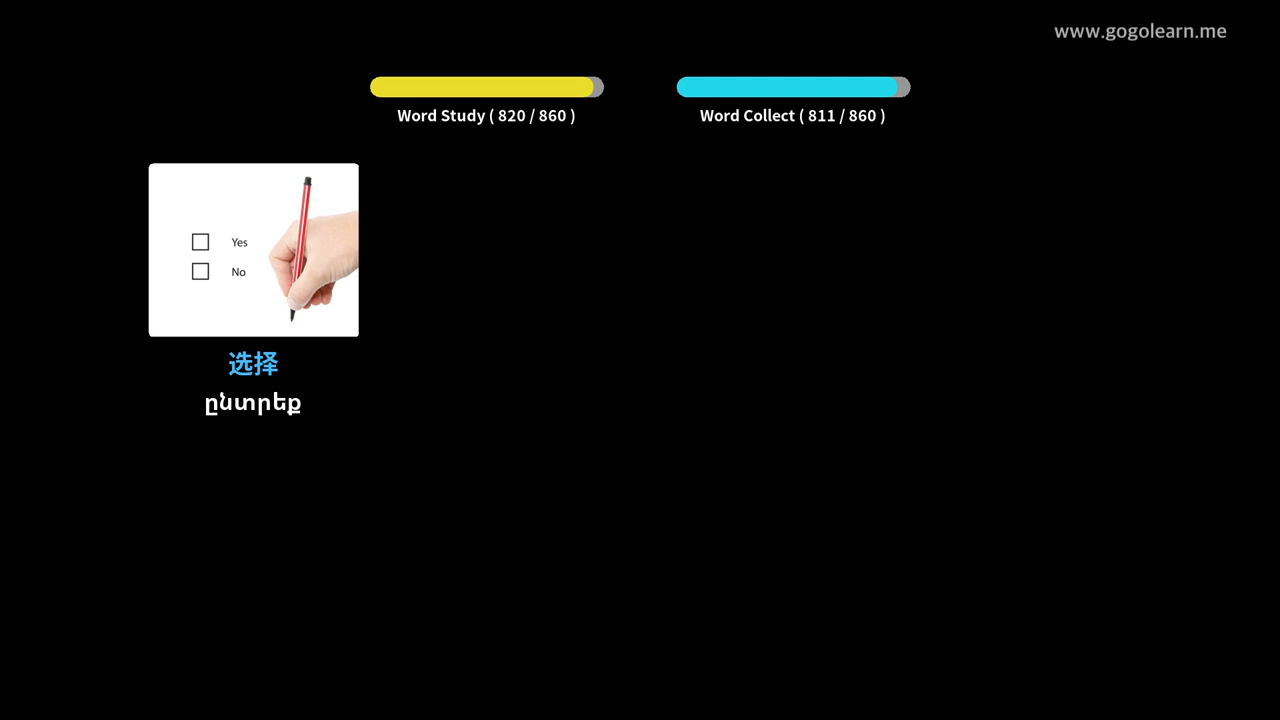 www.gogolearn.me
Word Study ( 820 / 860 )
Word Collect ( 811 / 860 )
Yes
No
选择
ընտրեք